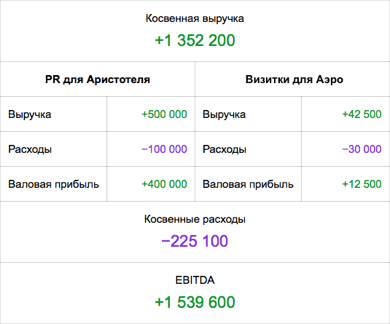 Косвенная выручка
+1 352 200
PR для Аристотеля Визитки для Аэро
Выручка +500 000 Выручка +42 500
Расходы −100 000 Расходы −30 000
Валовая прибыль +400 000 Валовая прибыль +12 500
Косвенные расходы
−225 100
EBITDA
+1 539 600